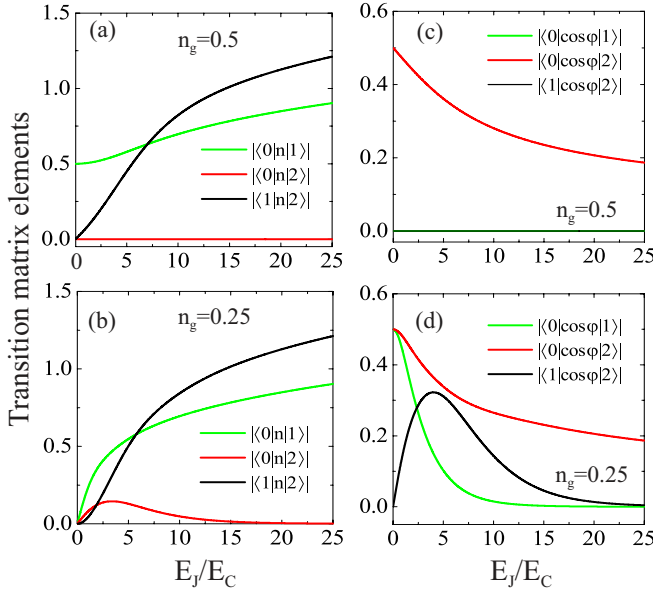 Transition matrix elements
(a)
n_g=0.5
1.5
1.0
0.5
0.0
0 5 10 15 20 25
|⟨0|n|1⟩|
|⟨0|n|2⟩|
|⟨1|n|2⟩|
(c)
|⟨0|cosφ|1⟩|
|⟨0|cosφ|2⟩|
|⟨1|cosφ|2⟩|
n_g=0.5
0.6
0.4
0.2
0.0
0 5 10 15 20 25
(b)
n_g=0.25
1.5
1.0
0.5
0.0
|⟨0|n|1⟩|
|⟨0|n|2⟩|
|⟨1|n|2⟩|
0 5 10 15 20 25
E_J/E_C
(d)
|⟨0|cosφ|1⟩|
|⟨0|cosφ|2⟩|
|⟨1|cosφ|2⟩|
n_g=0.25
0.6
0.4
0.2
0.0
0 5 10 15 20 25
E_J/E_C